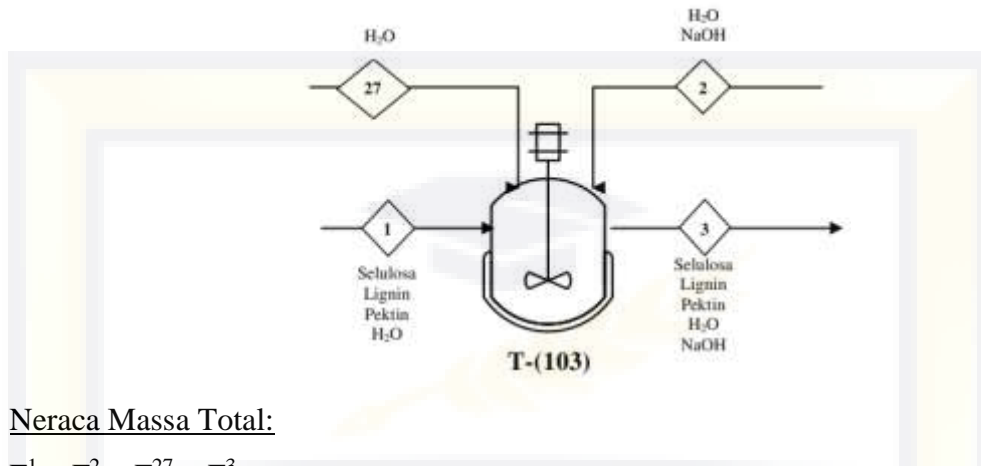 H₂O
H₂O
NaOH
27
2
1
3
Selulosa
Lignin
Pektin
H₂O
Selulosa
Lignin
Pektin
H₂O
NaOH
T-(103)
Neraca Massa Total: